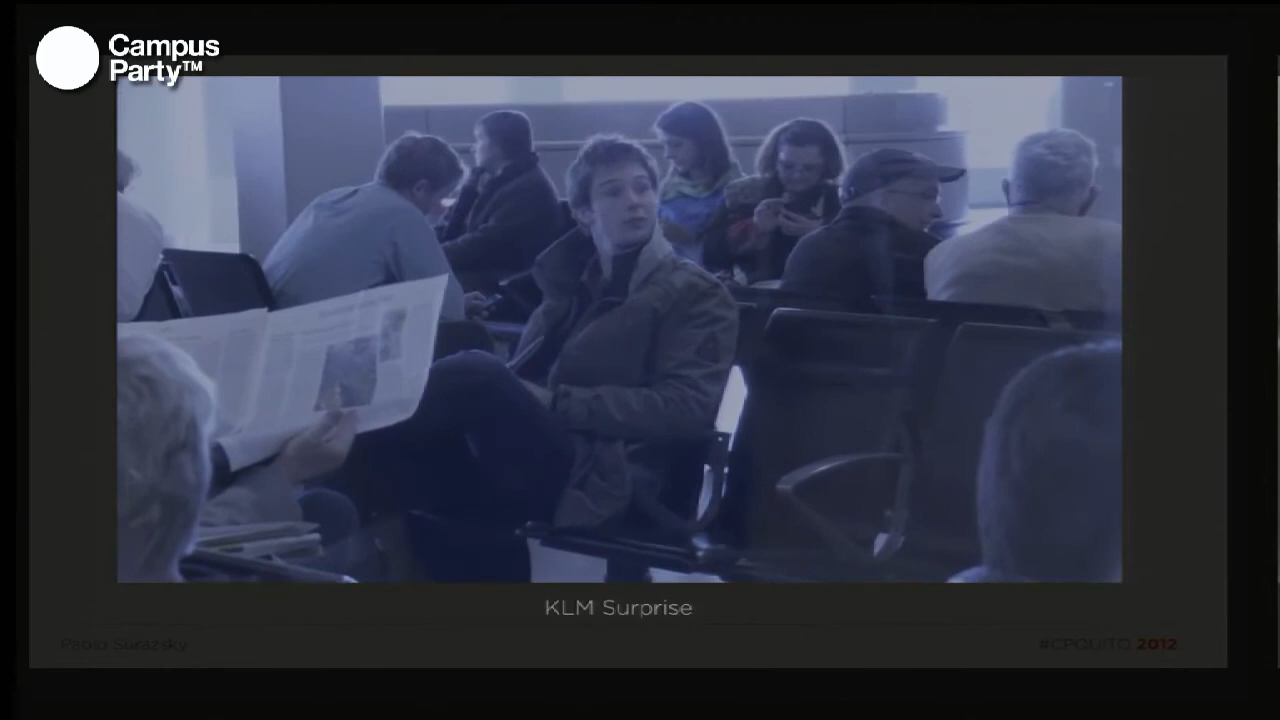 Campus
Party™
KLM Surprise
Pablo Surazsky
#CPQUITO 2012